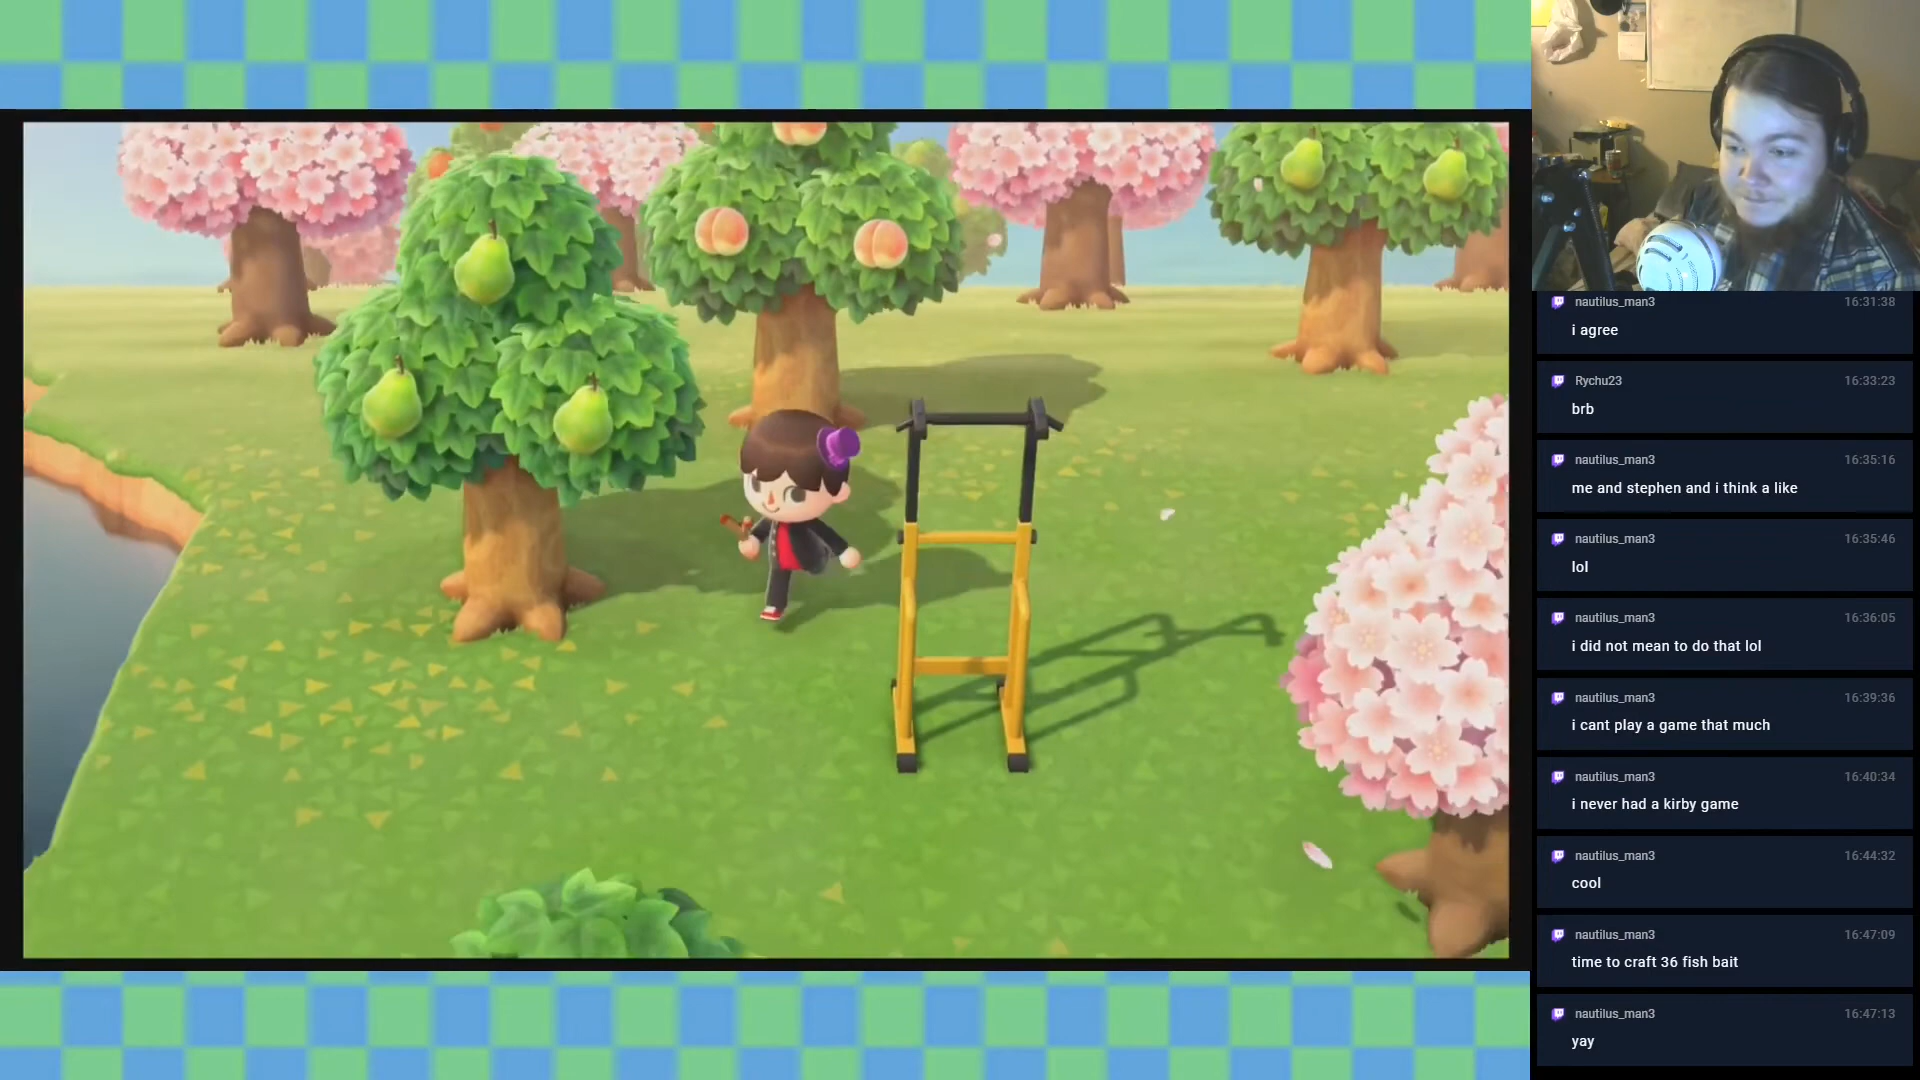 nautilus_man3 16:31:38
i agree
Rychu23 16:33:23
brb
nautilus_man3 16:35:16
me and stephen and i think a like
nautilus_man3 16:35:46
lol
nautilus_man3 16:36:05
i did not mean to do that lol
nautilus_man3 16:39:36
i cant play a game that much
nautilus_man3 16:40:34
i never had a kirby game
nautilus_man3 16:44:32
cool
nautilus_man3 16:47:09
time to craft 36 fish bait
nautilus_man3 16:47:13
yay